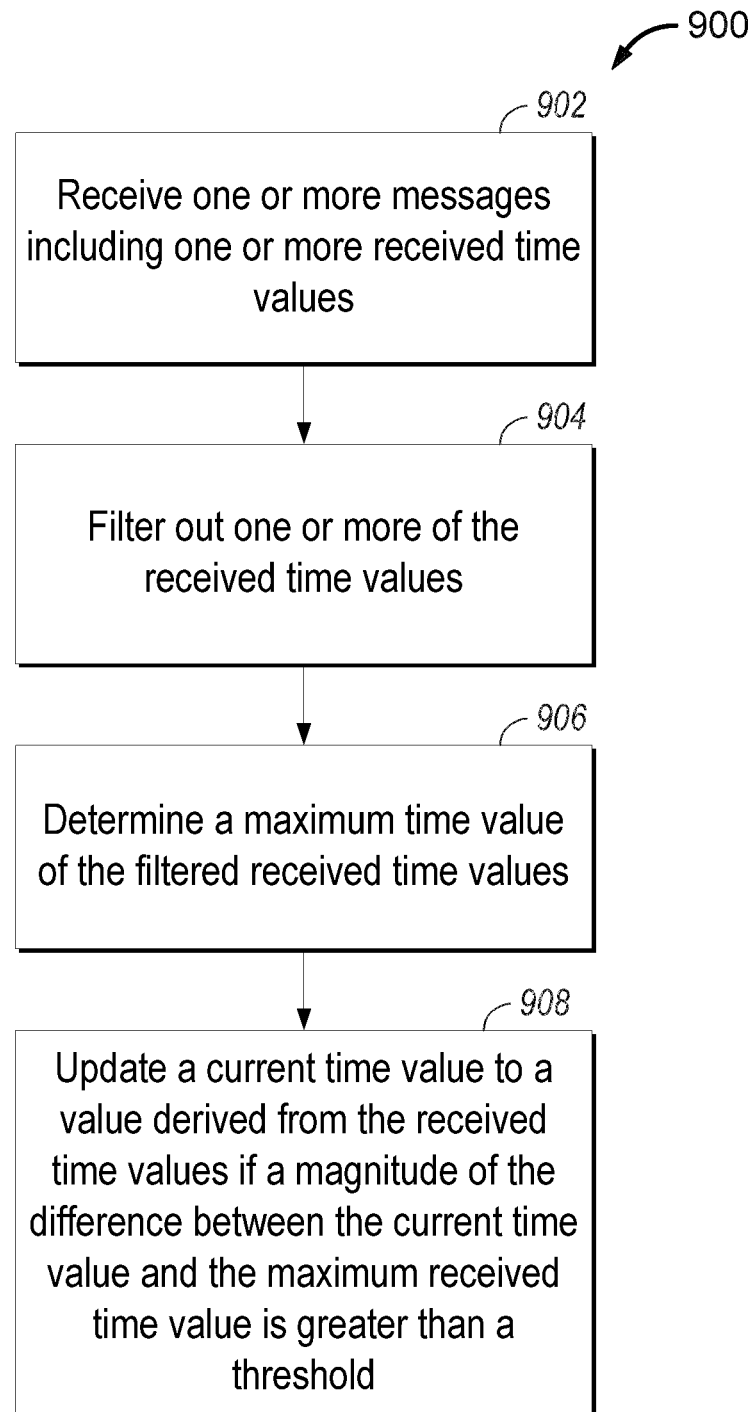 900
902
Receive one or more messages
including one or more received time
values
904
Filter out one or more of the
received time values
906
Determine a maximum time value
of the filtered received time values
908
Update a current time value to a
value derived from the received
time values if a magnitude of the
difference between the current time
value and the maximum received
time value is greater than a
threshold